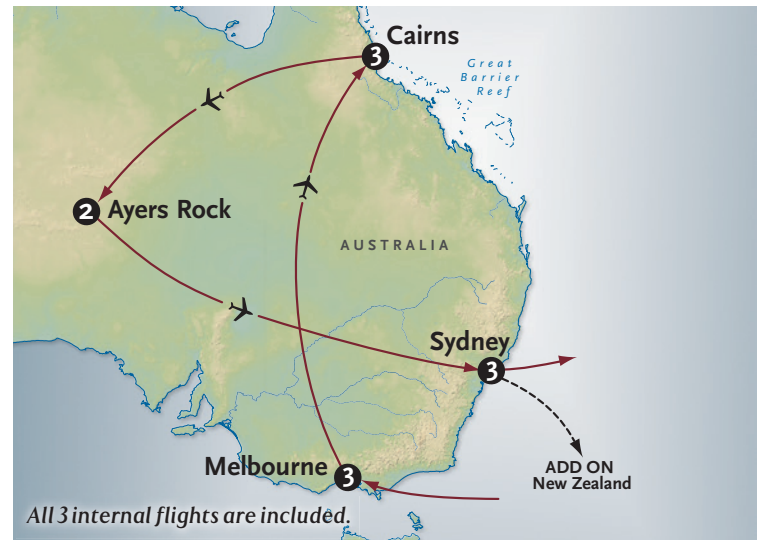 3
Cairns
Great
Barrier
Reef
2 Ayers Rock
AUSTRALIA
Sydney
3
Melbourne 3
ADD ON
New Zealand
All 3 internal flights are included.